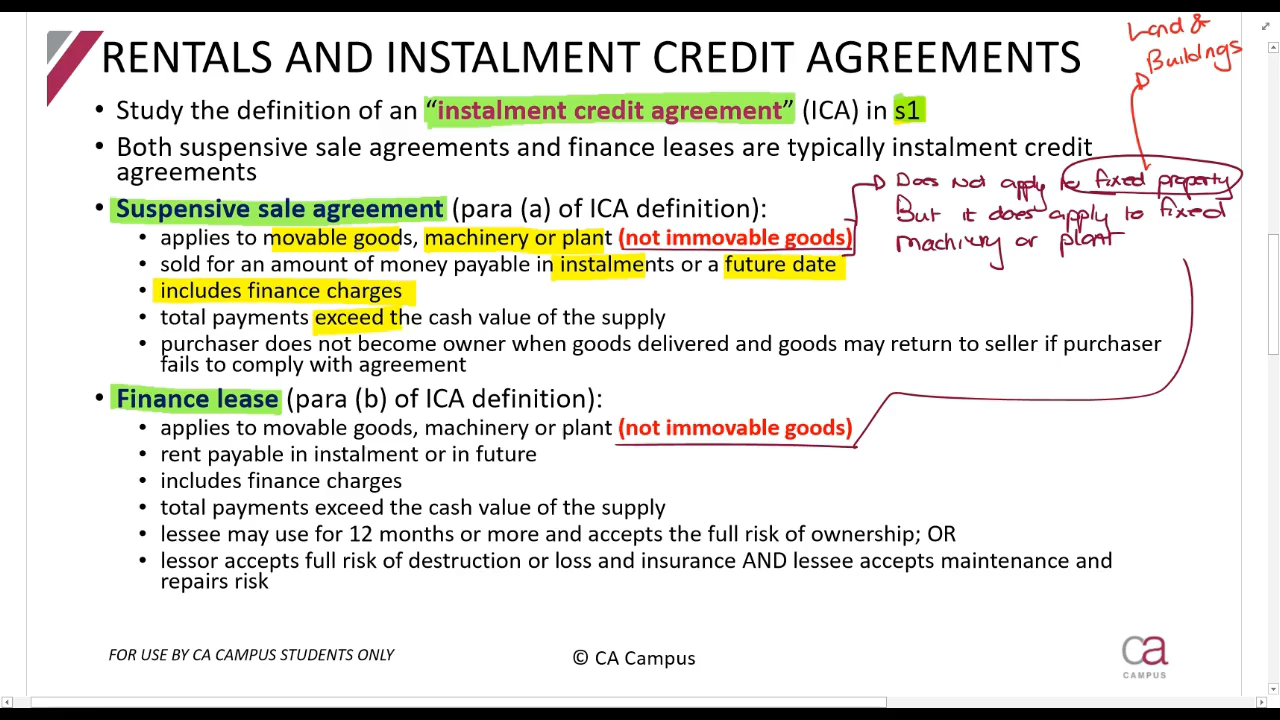 Land &
Buildings
RENTALS AND INSTALMENT CREDIT AGREEMENTS
• Study the definition of an “instalment credit agreement” (ICA) in s1
• Both suspensive sale agreements and finance leases are typically instalment credit
agreements
Does not apply to fixed property
But it does apply to fixed
machinery or plant
• Suspensive sale agreement (para (a) of ICA definition):
• applies to movable goods, machinery or plant (not immovable goods)
• sold for an amount of money payable in instalments or a future date
• includes finance charges
• total payments exceed the cash value of the supply
• purchaser does not become owner when goods delivered and goods may return to seller if purchaser
fails to comply with agreement
• Finance lease (para (b) of ICA definition):
• applies to movable goods, machinery or plant (not immovable goods)
• rent payable in instalment or in future
• includes finance charges
• total payments exceed the cash value of the supply
• lessee may use for 12 months or more and accepts the full risk of ownership; OR
• lessor accepts full risk of destruction or loss and insurance AND lessee accepts maintenance and
repairs risk
FOR USE BY CA CAMPUS STUDENTS ONLY
© CA Campus
ca
CAMPUS